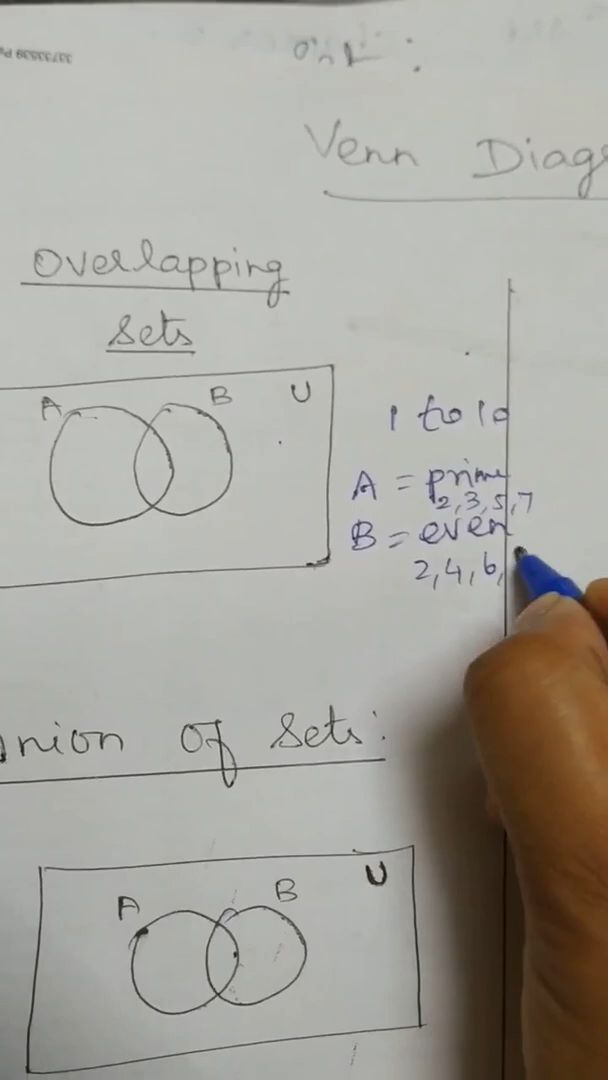 Venn Diag
Overlapping
Sets
A B U
1 to 10
A = prime
2,3,5,7
B = even
2,4,6,
nion of Sets:
A B U